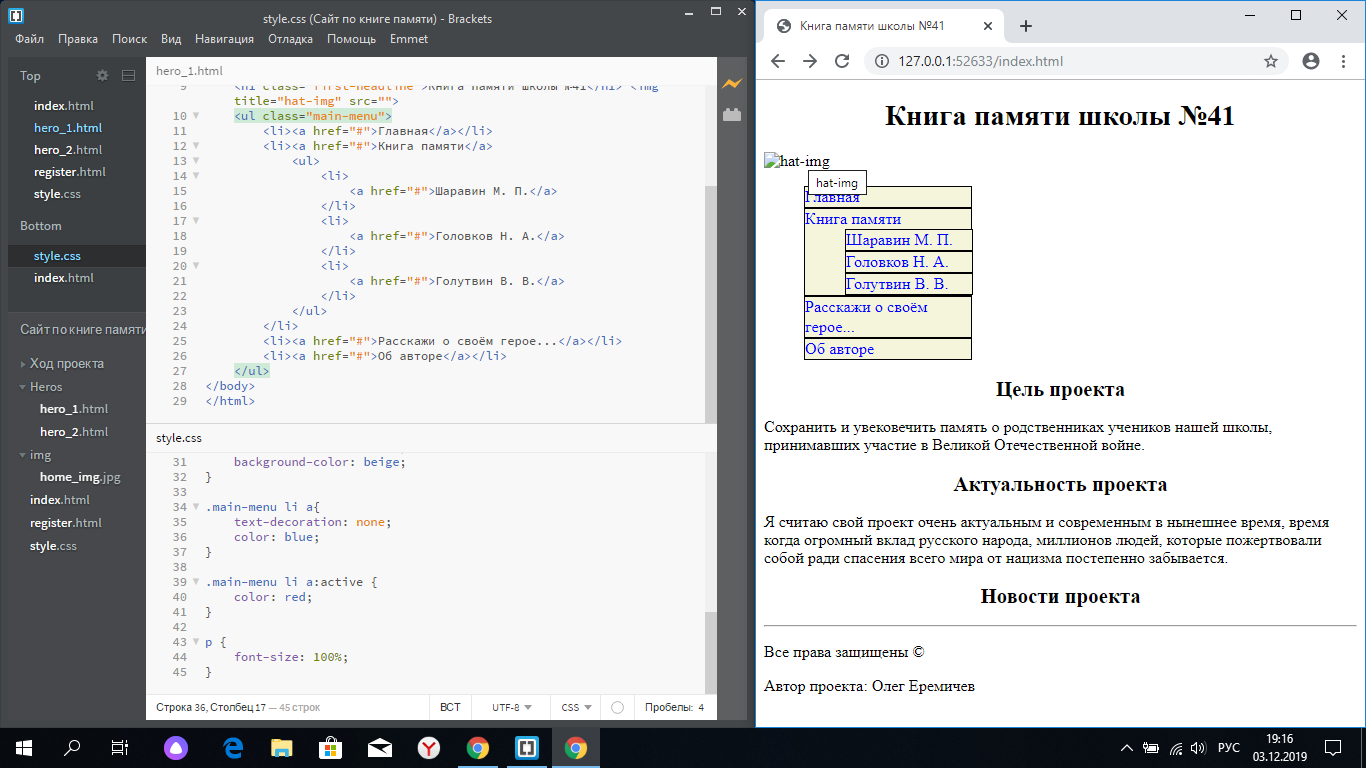 style.css (Сайт по книге памяти) - Brackets
Файл Правка Поиск Вид Навигация Отладка Помощь Emmet
Top
index.html
hero_1.html
hero_2.html
register.html
style.css
Bottom
style.css
index.html
Сайт по книге памяти
Ход проекта
Heros
hero_1.html
hero_2.html
img
home_img.jpg
index.html
register.html
style.css
hero_1.html
9 <h1 class="first-headline">Книга памяти школы №41</h1> <img
title="hat-img" src="">
10 <ul class="main-menu">
11 <li><a href="#">Главная</a></li>
12 <li><a href="#">Книга памяти</a>
13 <ul>
14 <li>
15 <a href="#">Шаравин М. П.</a>
16 </li>
17 <li>
18 <a href="#">Головков Н. А.</a>
19 </li>
20 <li>
21 <a href="#">Голутвин В. В.</a>
22 </li>
23 </ul>
24 </li>
25 <li><a href="#">Расскажи о своём герое...</a></li>
26 <li><a href="#">Об авторе</a></li>
27 </ul>
28 </body>
29 </html>
style.css
31 background-color: beige;
32 }
33
34 .main-menu li a{
35 text-decoration: none;
36 color: blue;
37 }
38
39 .main-menu li a:active {
40 color: red;
41 }
42
43 p {
44 font-size: 100%;
45 }
Строка 36, Столбец 17 — 45 строк ВСТ UTF-8 CSS Пробелы: 4
Книга памяти школы №41
127.0.0.1:52633/index.html
Книга памяти школы №41
hat-img
hat-img
Главная
Книга памяти
Шаравин М. П.
Головков Н. А.
Голутвин В. В.
Расскажи о своём
герое...
Об авторе
Цель проекта
Сохранить и увековечить память о родственниках учеников нашей школы,
принимавших участие в Великой Отечественной войне.
Актуальность проекта
Я считаю свой проект очень актуальным и современным в нынешнее время, время
когда огромный вклад русского народа, миллионов людей, которые пожертвовали
собой ради спасения всего мира от нацизма постепенно забывается.
Новости проекта
Все права защищены ©
Автор проекта: Олег Еремичев
РУС
19:16
03.12.2019